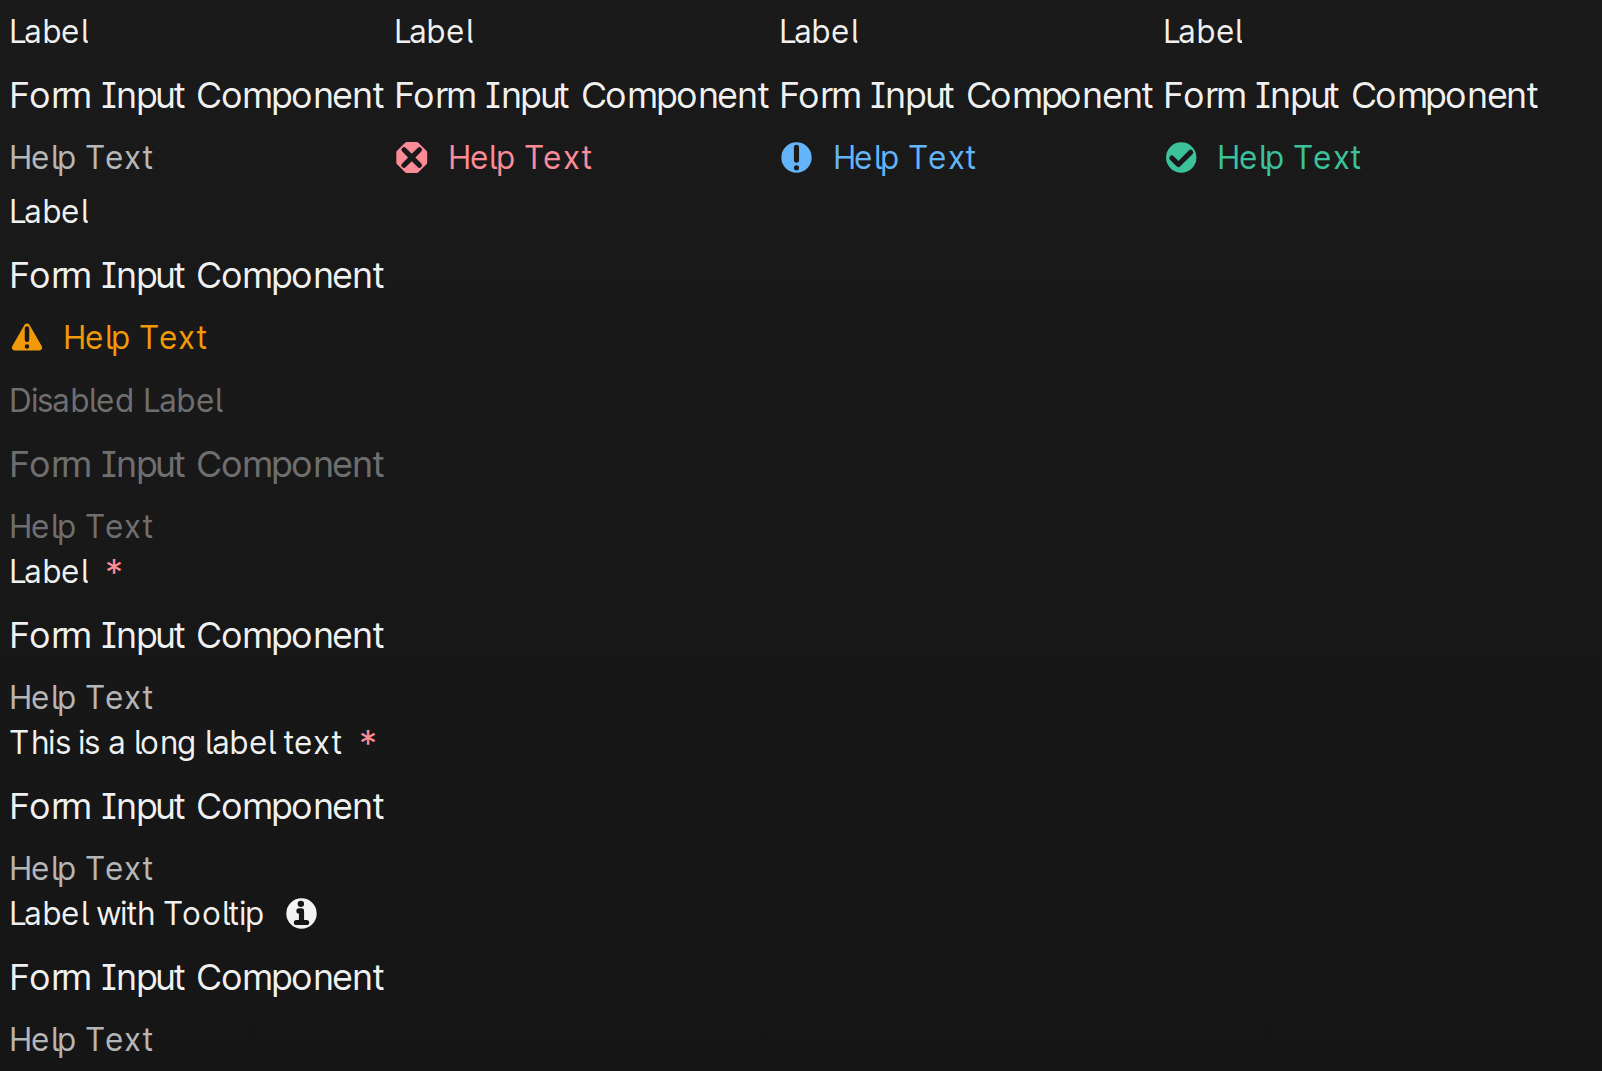 Label Label Label Label
Form Input Component Form Input Component Form Input Component Form Input Component
Help Text Help Text Help Text Help Text
Label
Form Input Component
Help Text
Disabled Label
Form Input Component
Help Text
Label *
Form Input Component
Help Text
This is a long label text *
Form Input Component
Help Text
Label with Tooltip
Form Input Component
Help Text